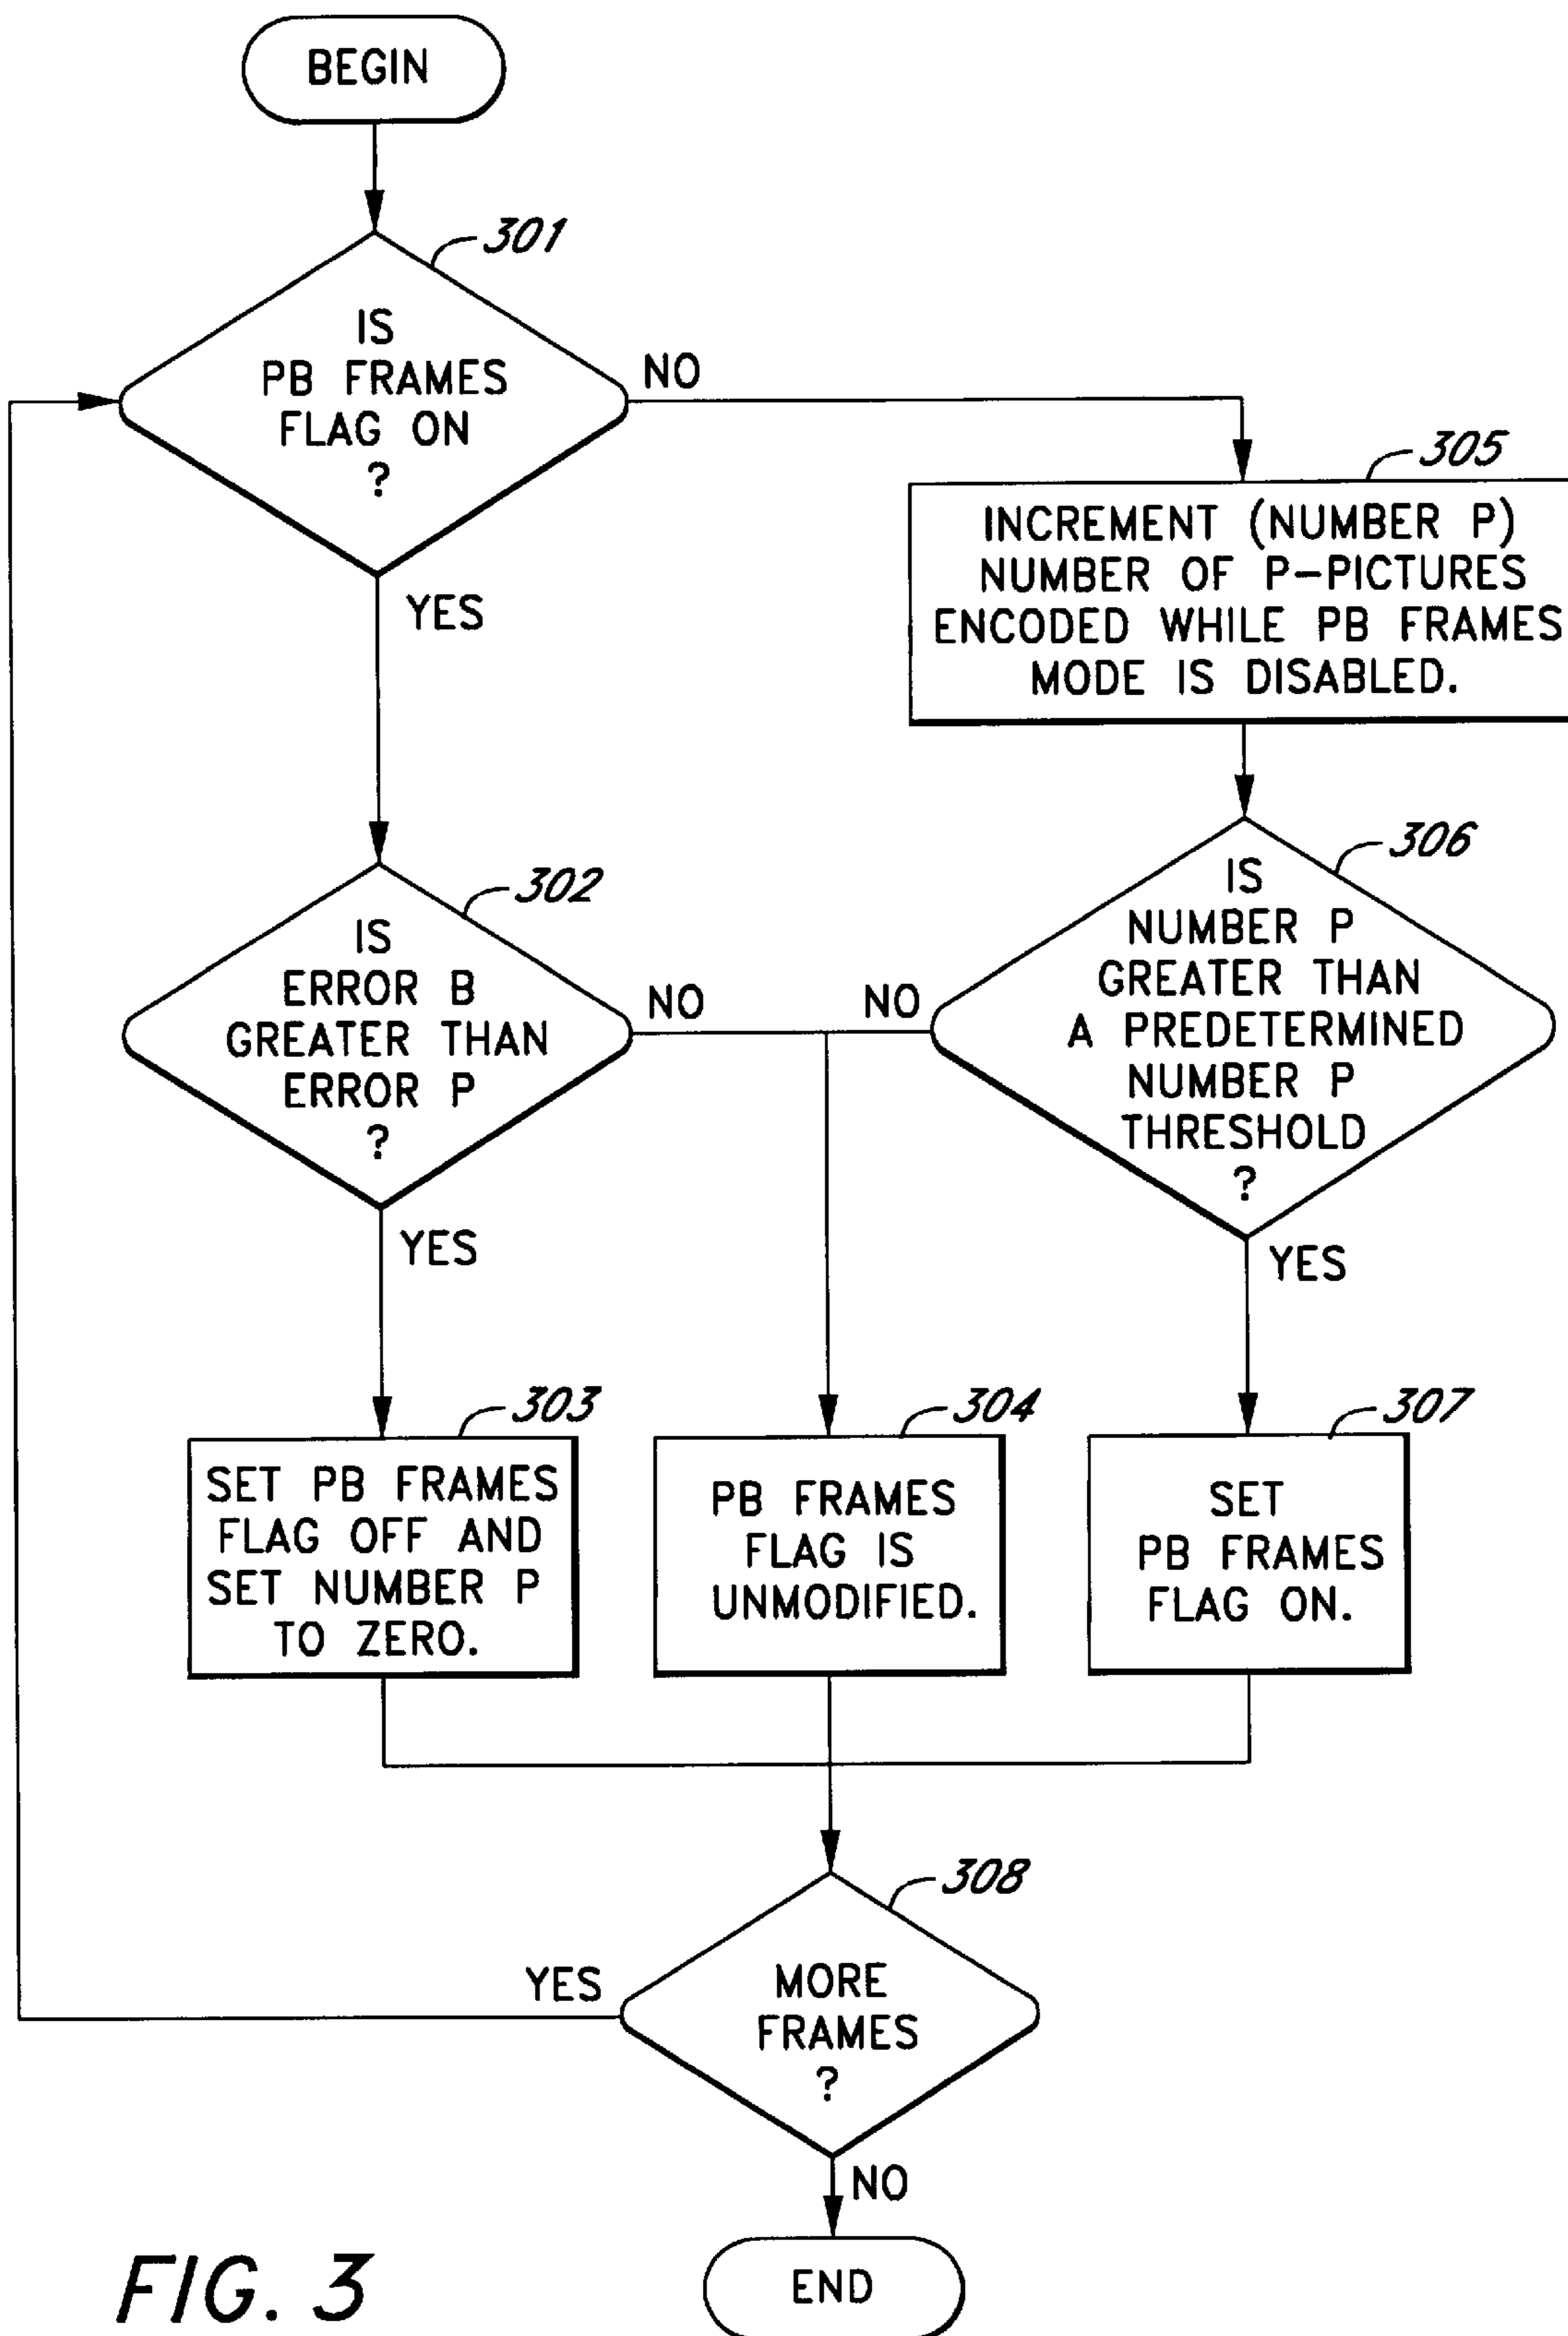 BEGIN
301
IS
PB FRAMES
FLAG ON
?
NO
YES
305
INCREMENT (NUMBER P)
NUMBER OF P-PICTURES
ENCODED WHILE PB FRAMES
MODE IS DISABLED.
302
IS
ERROR B
GREATER THAN
ERROR P
?
NO
YES
306
IS
NUMBER P
GREATER THAN
A PREDETERMINED
NUMBER P
THRESHOLD
?
NO
YES
303
SET PB FRAMES
FLAG OFF AND
SET NUMBER P
TO ZERO.
304
PB FRAMES
FLAG IS
UNMODIFIED.
307
SET
PB FRAMES
FLAG ON.
308
MORE
FRAMES
?
YES
NO
END
FIG. 3